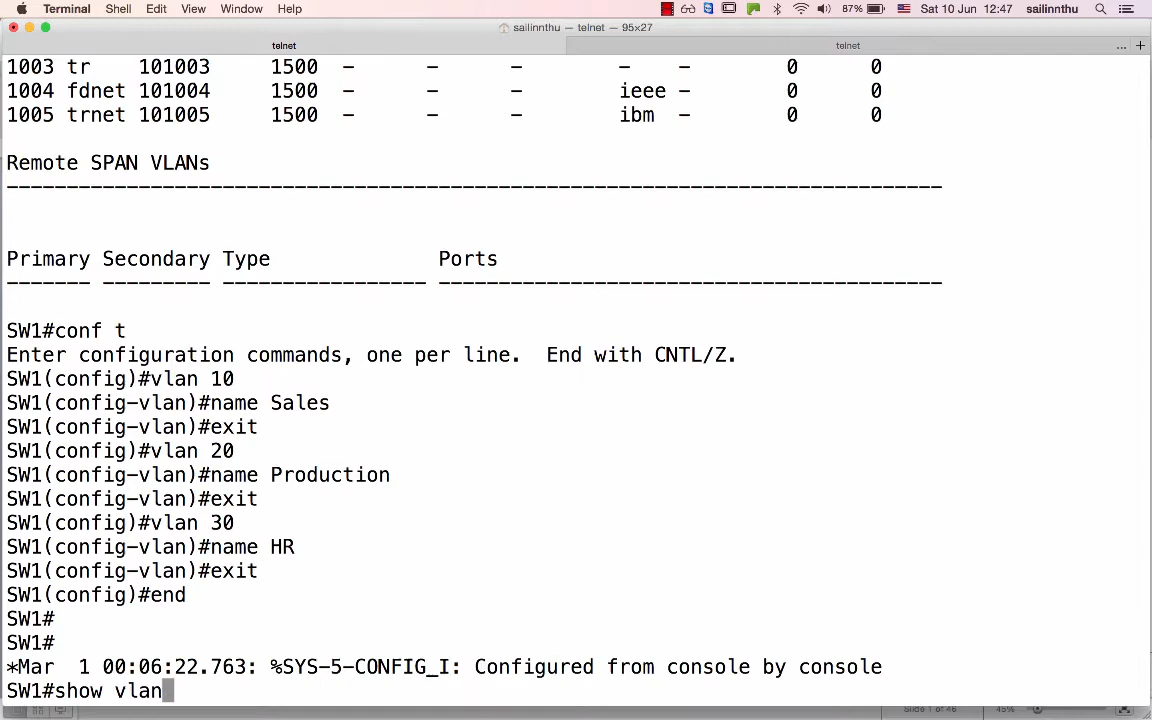 Terminal Shell Edit View Window Help 87% Sat 10 Jun 12:47 sailinnthu
sailinnthu — telnet — 95x27
telnet telnet ... +
1003 tr 101003 1500 - - - - - 0 0
1004 fdnet 101004 1500 - - - ieee - 0 0
1005 trnet 101005 1500 - - - ibm - 0 0
Remote SPAN VLANs
------------------------------------------------------------------------------
Primary Secondary Type Ports
------- --------- ----------------- ------------------------------------------
SW1#conf t
Enter configuration commands, one per line. End with CNTL/Z.
SW1(config)#vlan 10
SW1(config-vlan)#name Sales
SW1(config-vlan)#exit
SW1(config)#vlan 20
SW1(config-vlan)#name Production
SW1(config-vlan)#exit
SW1(config)#vlan 30
SW1(config-vlan)#name HR
SW1(config-vlan)#exit
SW1(config)#end
SW1#
SW1#
*Mar 1 00:06:22.763: %SYS-5-CONFIG_I: Configured from console by console
SW1#show vlan
Slide 1 of 46 45%